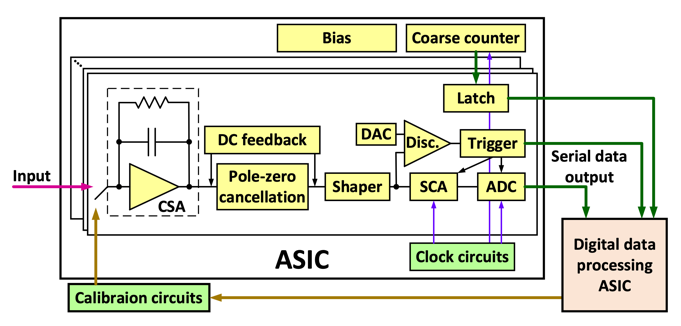 Bias
Coarse counter
Latch
DC feedback
DAC
Disc.
Trigger
Serial data
output
Input
Pole-zero
cancellation
Shaper
SCA
ADC
CSA
ASIC
Clock circuits
Digital data
processing
ASIC
Calibraion circuits